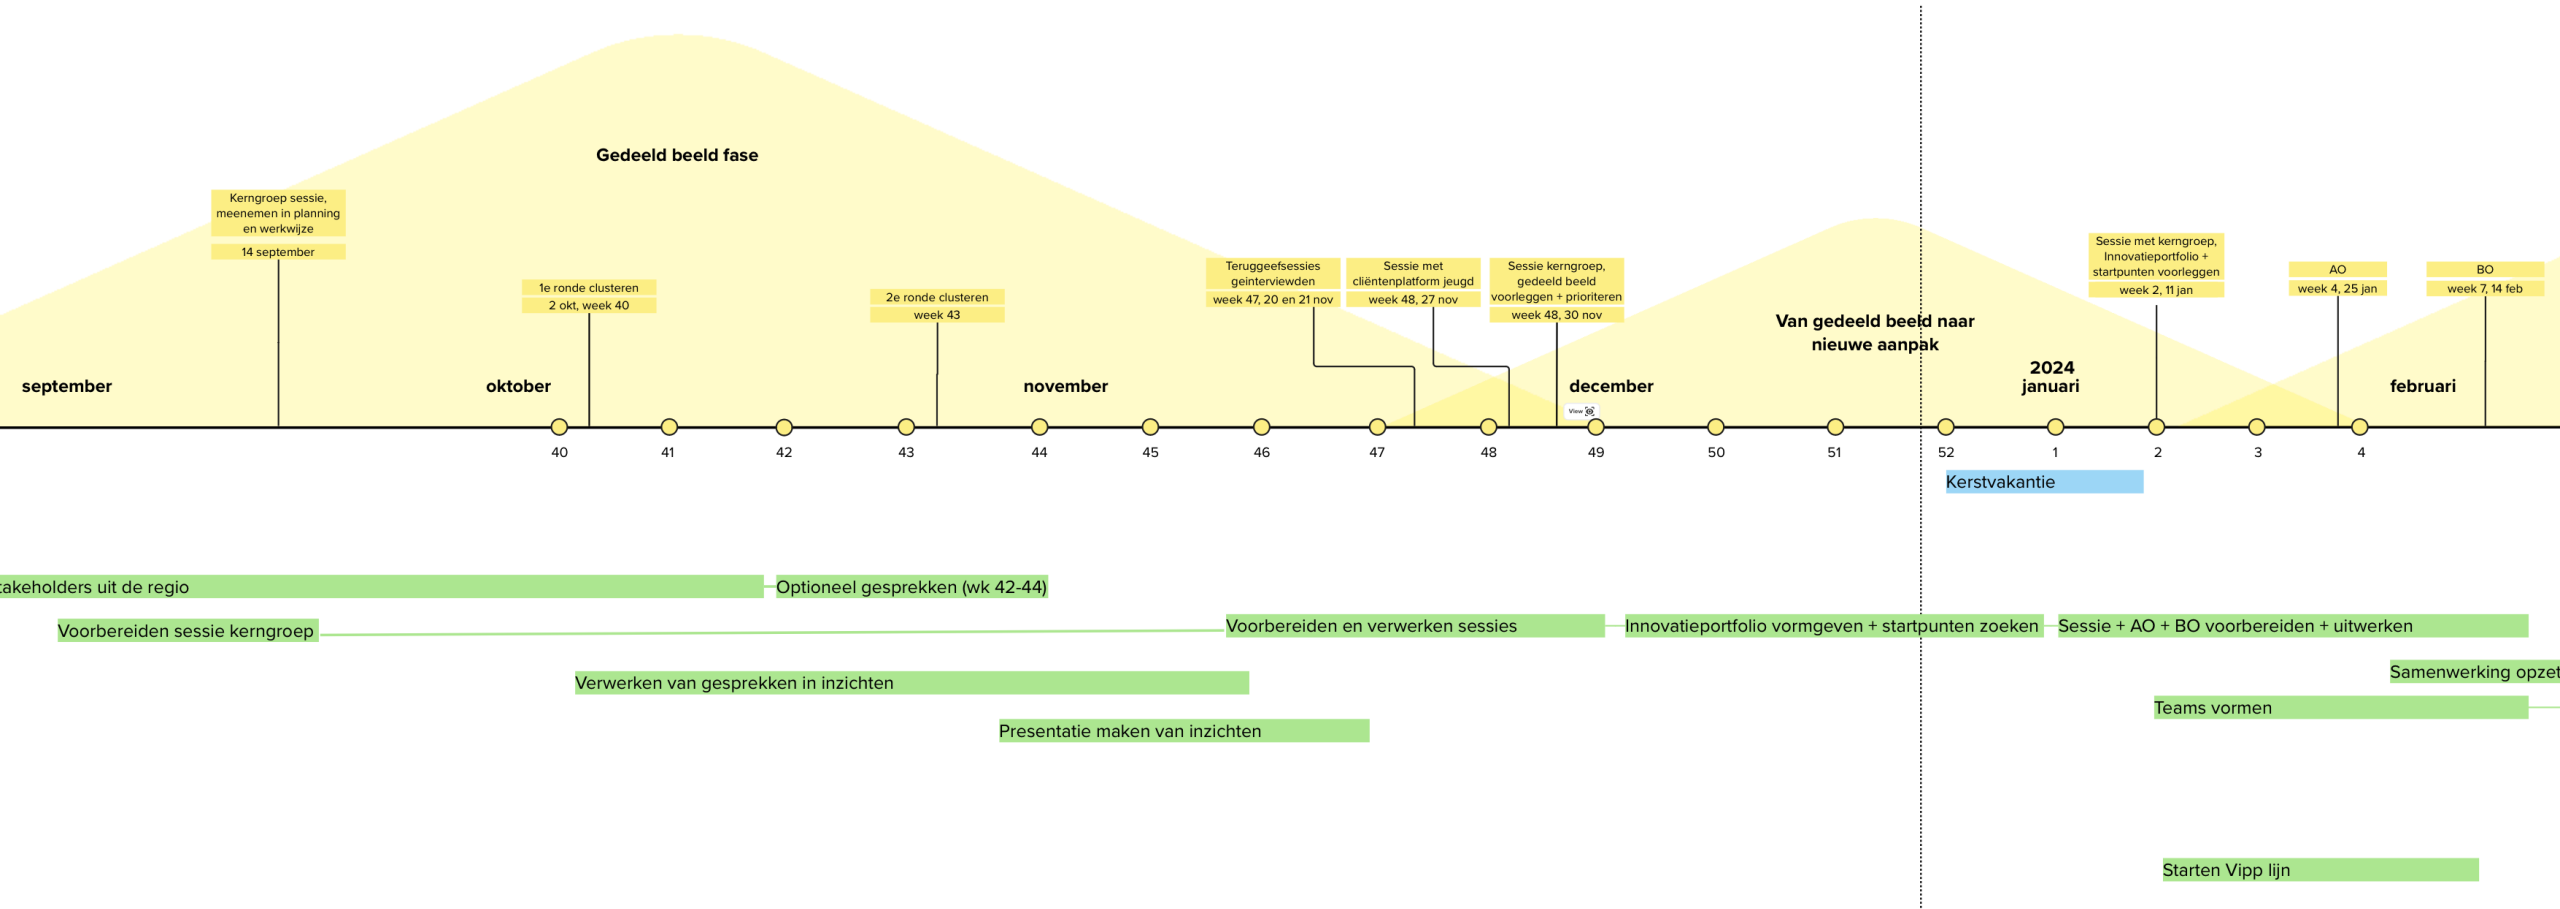 Gedeeld beeld fase
Kerngroep sessie,
meenemen in planning
en werkwijze
14 september
1e ronde clusteren
2 okt, week 40
2e ronde clusteren
week 43
Teruggeefsessies
geinterviewden
week 47, 20 en 21 nov
Sessie met
cliëntenplatform jeugd
week 48, 27 nov
Sessie kerngroep,
gedeeld beeld
voorleggen + prioriteren
week 48, 30 nov
Van gedeeld beeld naar
nieuwe aanpak
Sessie met kerngroep,
Innovatieportfolio +
startpunten voorleggen
week 2, 11 jan
AO
week 4, 25 jan
BO
week 7, 14 feb
september
oktober
november
december
2024
januari
februari
View
40
41
42
43
44
45
46
47
48
49
50
51
52
1
2
3
4
Kerstvakantie
takeholders uit de regio
Optioneel gesprekken (wk 42-44)
Voorbereiden sessie kerngroep
Voorbereiden en verwerken sessies
Innovatieportfolio vormgeven + startpunten zoeken
Sessie + AO + BO voorbereiden + uitwerken
Samenwerking opzet
Verwerken van gesprekken in inzichten
Teams vormen
Presentatie maken van inzichten
Starten Vipp lijn